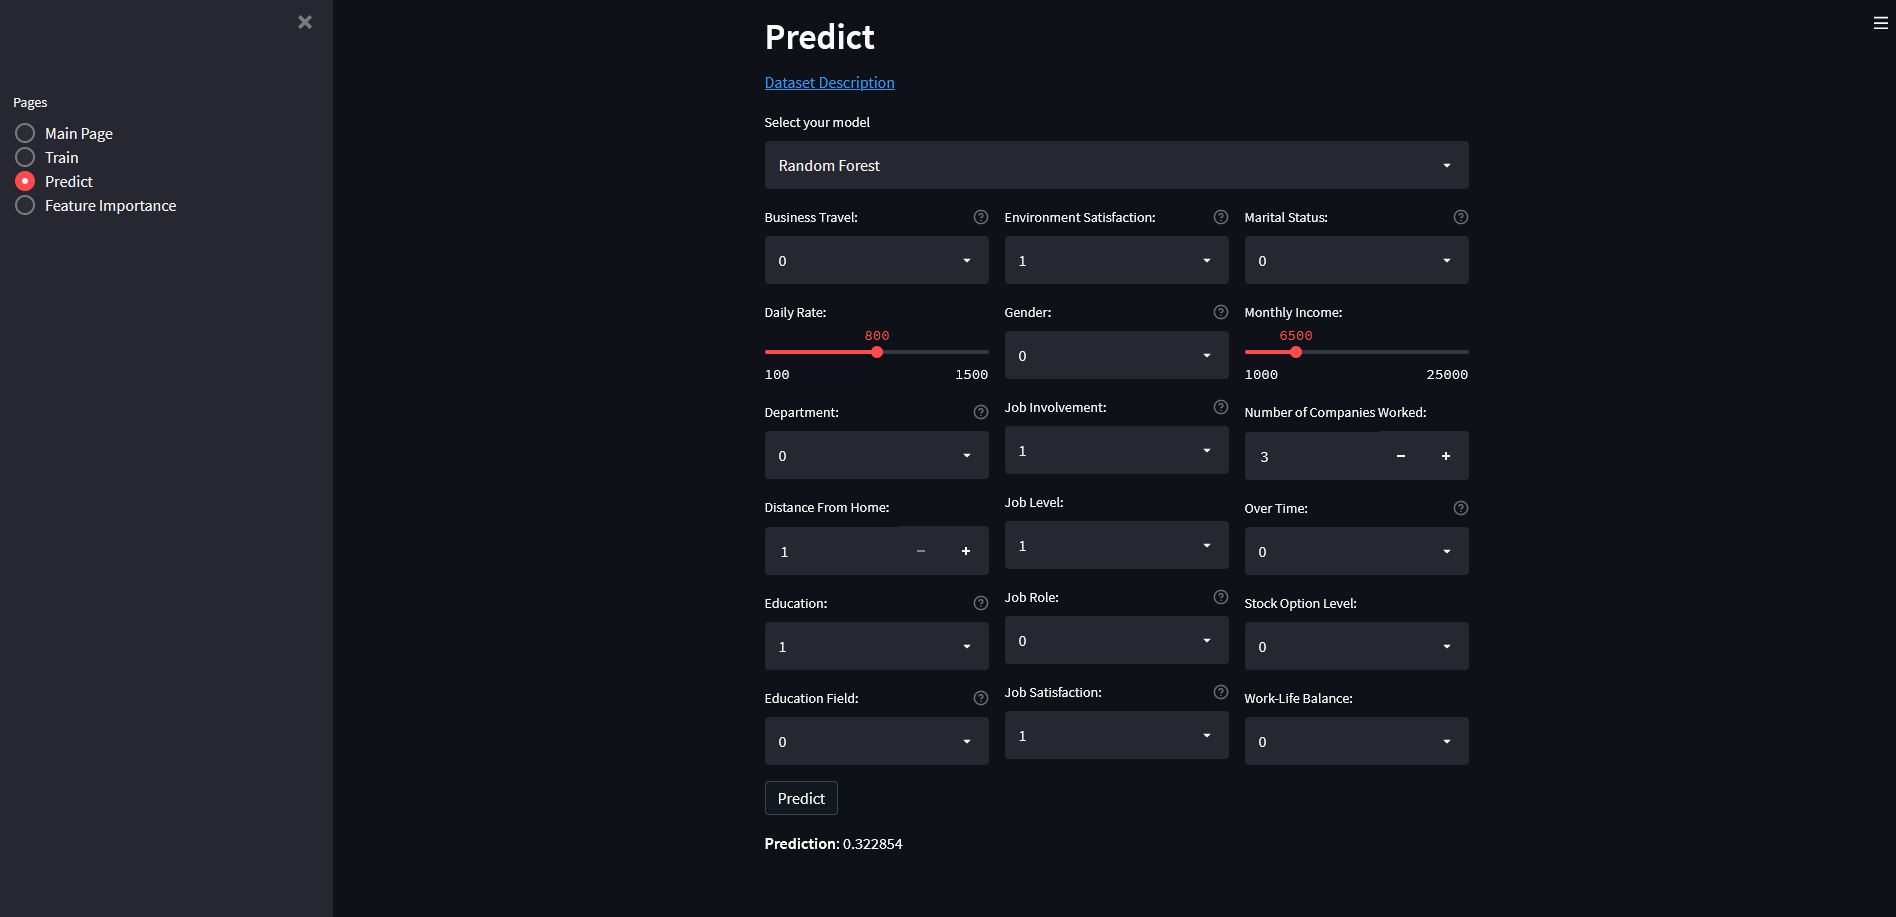 Pages
Main Page
Train
Predict
Feature Importance
Predict
Dataset Description
Select your model
Random Forest
Business Travel:
0
Daily Rate:
800
100 1500
Department:
0
Distance From Home:
1
Education:
1
Education Field:
0
Environment Satisfaction:
1
Gender:
0
Job Involvement:
1
Job Level:
1
Job Role:
0
Job Satisfaction:
1
Marital Status:
0
Monthly Income:
6500
1000 25000
Number of Companies Worked:
3
Over Time:
0
Stock Option Level:
0
Work-Life Balance:
0
Predict
Prediction: 0.322854